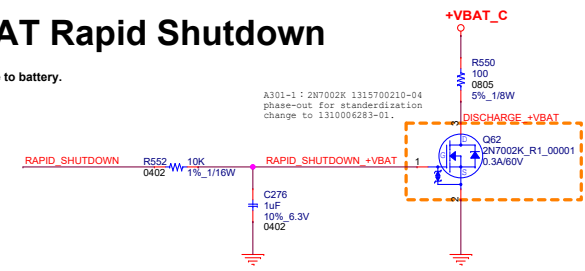 +VBAT_C
AT Rapid Shutdown
e to battery.
R550
100
0805
5%_1/8W
A301-1：2N7002K 1315700210-04
phase-out for standerdization
change to 1310006283-01.
DISCHARGE_+VBAT
3
D
Q62
2N7002K_R1_00001
0.3A/60V
G
S
1
2
RAPID_SHUTDOWN
R552
10K
0402
1%_1/16W
RAPID_SHUTDOWN_+VBAT
C276
1uF
10%_6.3V
0402